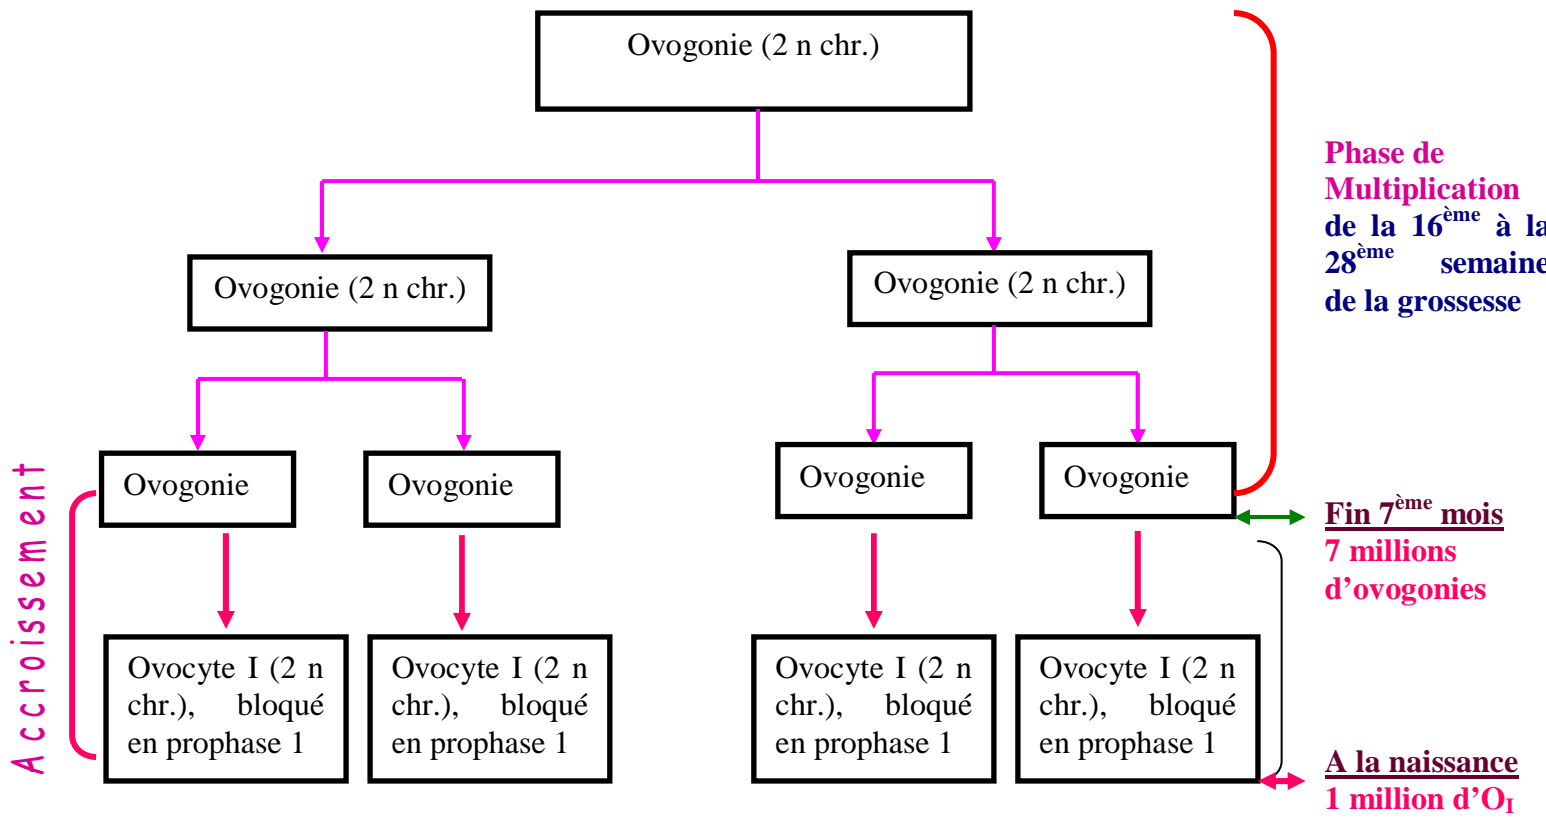 Ovogonie (2 n chr.)
Phase de
Multiplication
de la 16ème à la
28ème semaine
de la grossesse
Ovogonie (2 n chr.)
Ovogonie (2 n chr.)
Ovogonie
Ovogonie
Ovogonie
Ovogonie
Accroissement
Fin 7ème mois
7 millions
d’ovogonies
Ovocyte I (2 n
chr.), bloqué
en prophase 1
Ovocyte I (2 n
chr.), bloqué
en prophase 1
Ovocyte I (2 n
chr.), bloqué
en prophase 1
Ovocyte I (2 n
chr.), bloqué
en prophase 1
A la naissance
1 million d’OI